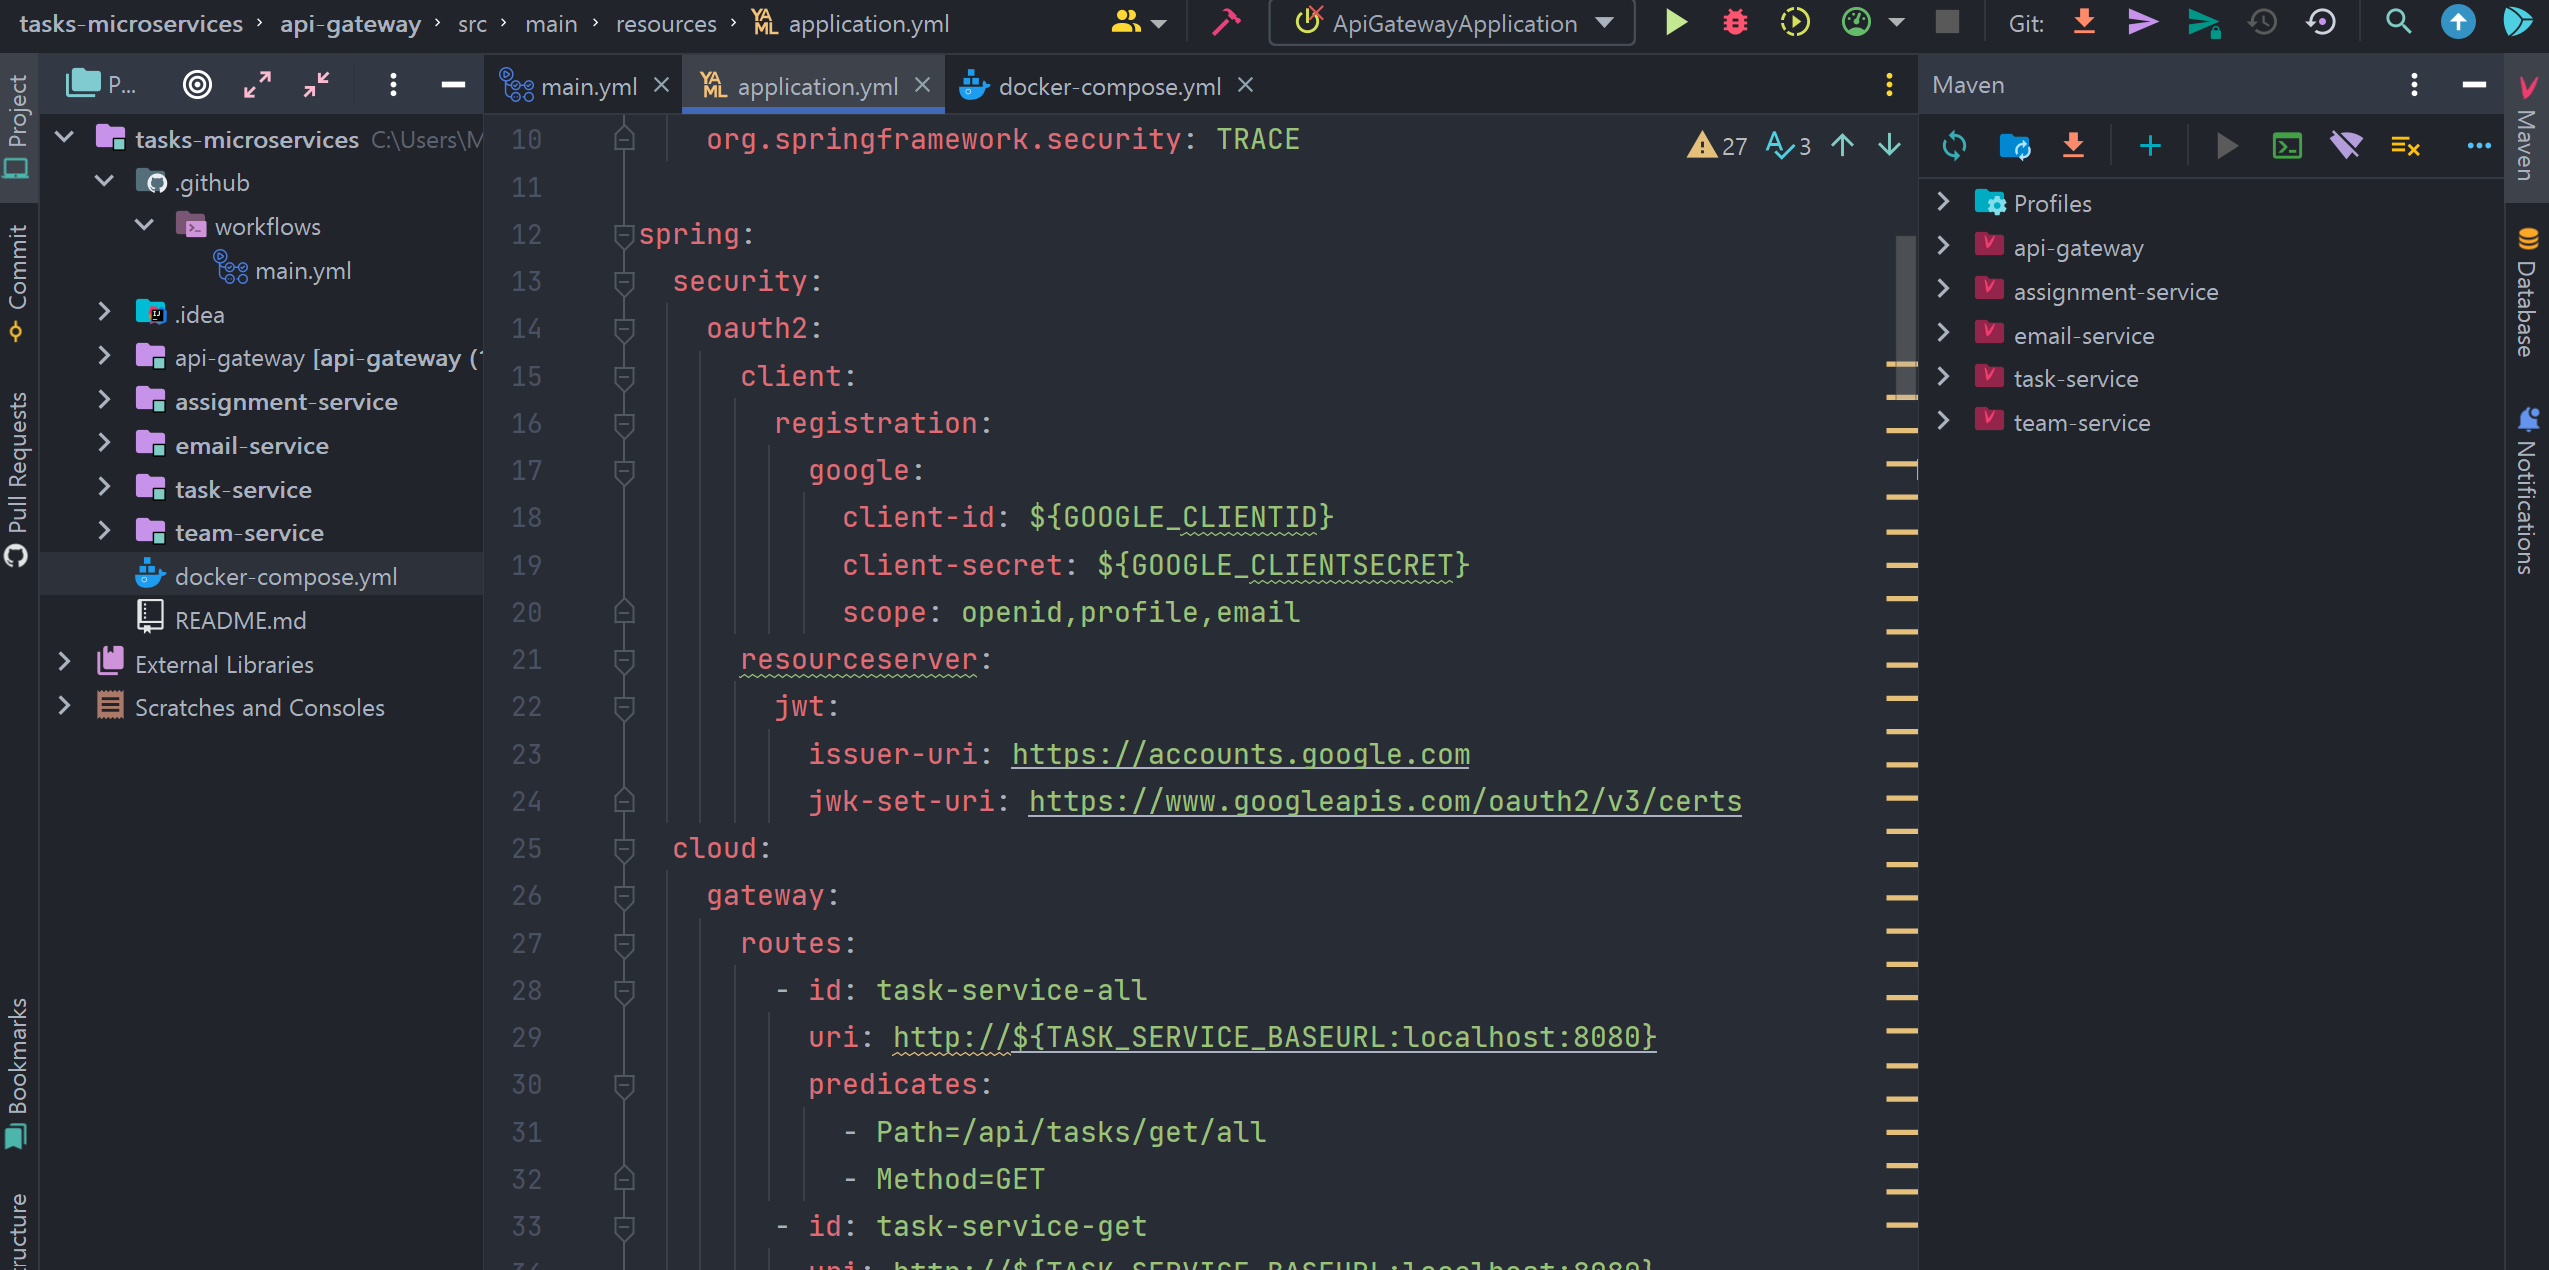 tasks-microservices › api-gateway › src › main › resources › application.yml
ApiGatewayApplication
Git:
Project
Commit
Pull Requests
Bookmarks
ructure
P...
tasks-microservices C:\Users\M
.github
workflows
main.yml
.idea
api-gateway [api-gateway (
assignment-service
email-service
task-service
team-service
docker-compose.yml
README.md
External Libraries
Scratches and Consoles
main.yml
application.yml
docker-compose.yml
27 3
10 org.springframework.security: TRACE
11
12 spring:
13 security:
14 oauth2:
15 client:
16 registration:
17 google:
18 client-id: ${GOOGLE_CLIENTID}
19 client-secret: ${GOOGLE_CLIENTSECRET}
20 scope: openid,profile,email
21 resourceserver:
22 jwt:
23 issuer-uri: https://accounts.google.com
24 jwk-set-uri: https://www.googleapis.com/oauth2/v3/certs
25 cloud:
26 gateway:
27 routes:
28 - id: task-service-all
29 uri: http://${TASK_SERVICE_BASEURL:localhost:8080}
30 predicates:
31 - Path=/api/tasks/get/all
32 - Method=GET
33 - id: task-service-get
34 uri: http://${TASK_SERVICE_BASEURL:localhost:8080}
Maven
Profiles
api-gateway
assignment-service
email-service
task-service
team-service
Maven
Database
Notifications